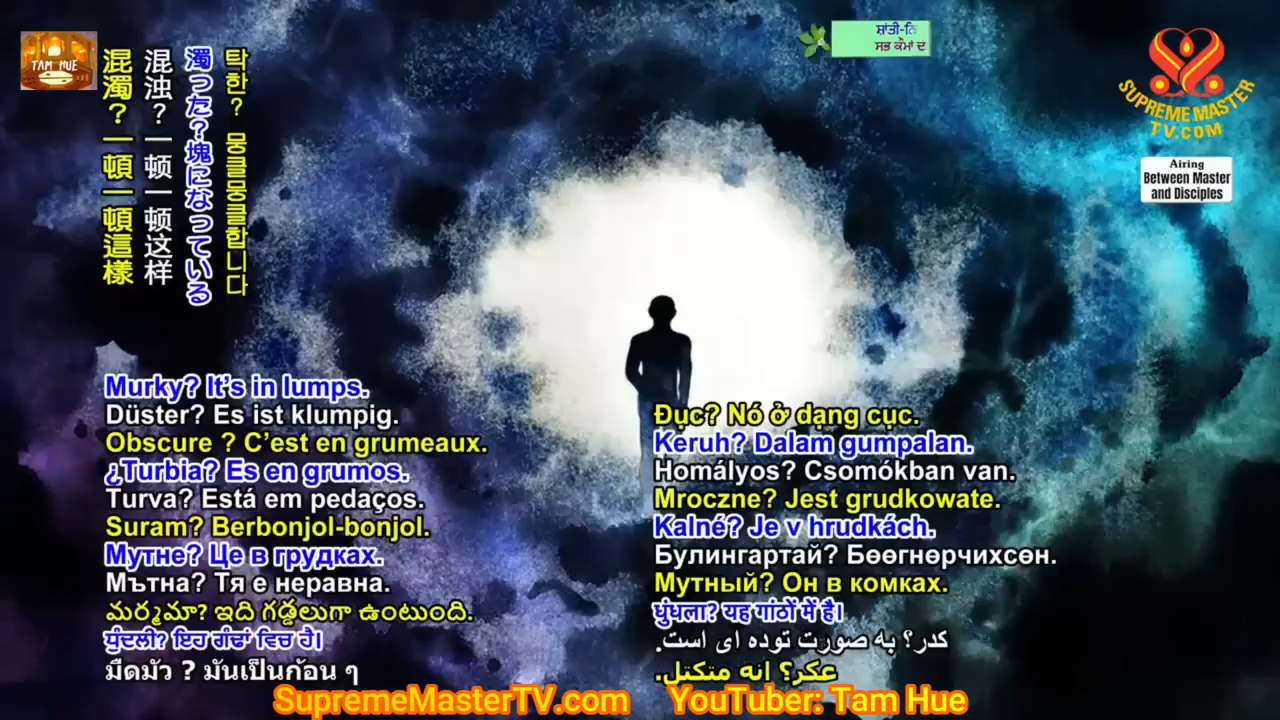 TAM HUE
混濁？一頓一頓這樣
混浊？一顿一顿这样
濁った？塊になっている
탁한? 뭉클뭉클합니다
ਸ਼ਾਂਤੀ-ਨਿ
ਸਭ ਕੌਮਾਂ ਦ
SUPREME MASTER
TV.COM
Airing
Between Master
and Disciples
Murky? It's in lumps.
Düster? Es ist klumpig.
Obscure ? C'est en grumeaux.
¿Turbia? Es en grumos.
Turva? Está em pedaços.
Suram? Berbonjol-bonjol.
Мутне? Це в грудках.
Мътна? Тя е неравна.
మర్మమా? ఇది గడ్డలుగా ఉంటుంది.
ਧੁੰਦਲੀ? ਇਹ ਗੰਢਾਂ ਵਿਚ ਹੈ।
มืดมัว ? มันเป็นก้อน ๆ
Đục? Nó ở dạng cục.
Keruh? Dalam gumpalan.
Homályos? Csomókban van.
Mroczne? Jest grudkowate.
Kalné? Je v hrudkách.
Булингартай? Бөөгнөрчихсөн.
Мутный? Он в комках.
धुंधला? यह गांठों में है।
كدر؟ به صورت توده ای است.
عكر؟ انه متكتل.
SupremeMasterTV.com YouTuber: Tam Hue